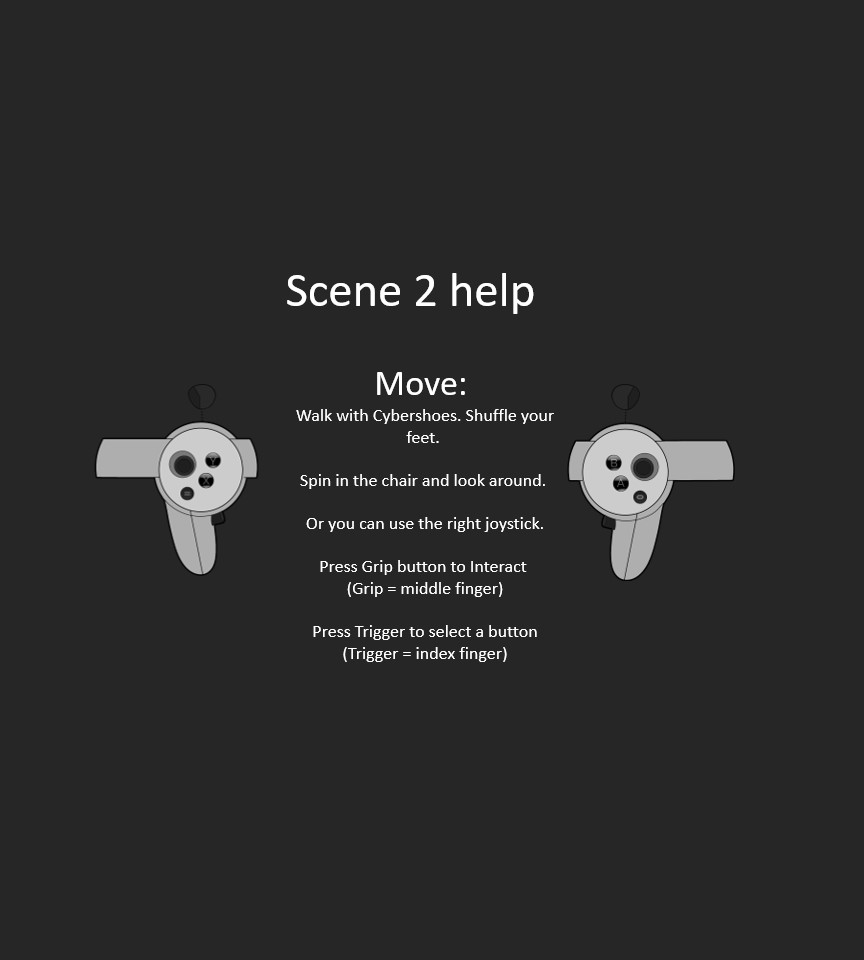 Scene 2 help
Move:
Walk with Cybershoes. Shuffle your
feet.
Spin in the chair and look around.
Or you can use the right joystick.
Press Grip button to Interact
(Grip = middle finger)
Press Trigger to select a button
(Trigger = index finger)
Y
X
B
A